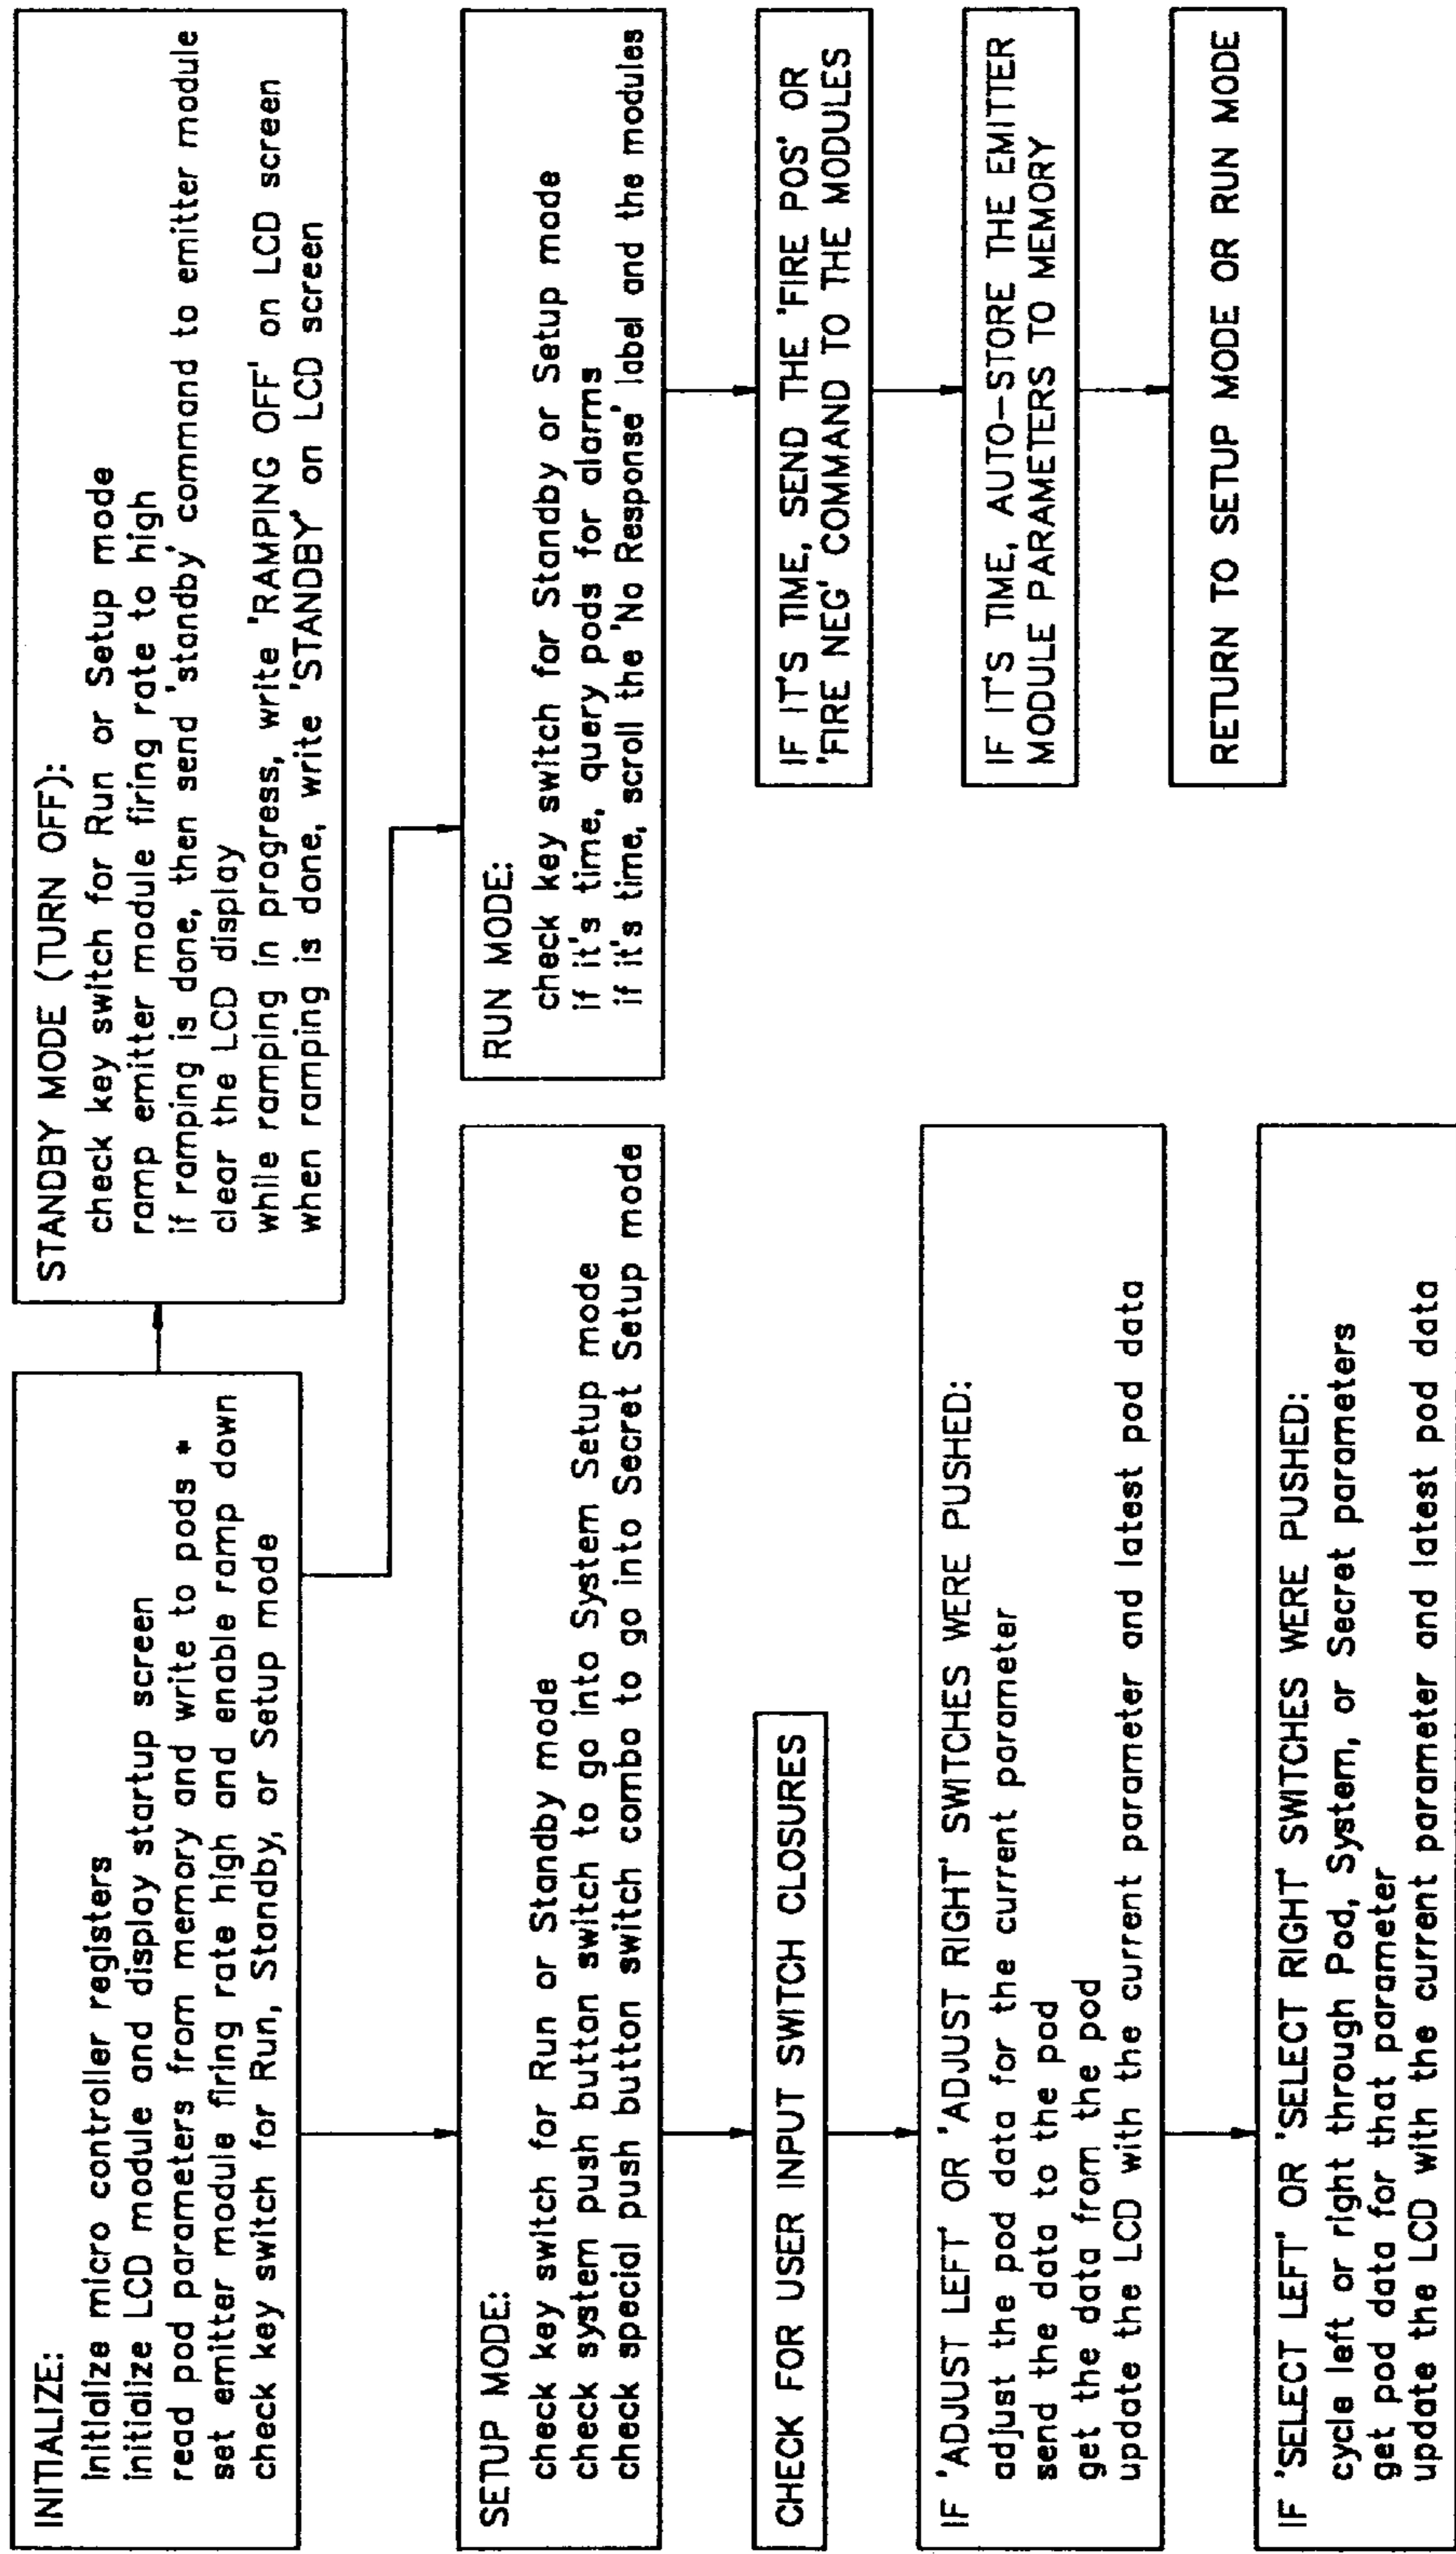 INITIALIZE:
initialize micro controller registers
initialize LCD module and display startup screen
read pod parameters from memory and write to pods *
set emitter module firing rate high and enable ramp down
check key switch for Run, Standby, or Setup mode
STANDBY MODE (TURN OFF):
check key switch for Run or Setup mode
ramp emitter module firing rate to high
if ramping is done, then send 'standby' command to emitter module
clear the LCD display
while ramping in progress, write 'RAMPING OFF' on LCD screen
when ramping is done, write 'STANDBY' on LCD screen
SETUP MODE:
check key switch for Run or Standby mode
check system push button switch to go into System Setup mode
check special push button switch combo to go into Secret Setup mode
RUN MODE:
check key switch for Standby or Setup mode
if it's time, query pods for alarms
if it's time, scroll the 'No Response' label and the modules
CHECK FOR USER INPUT SWITCH CLOSURES
IF 'ADJUST LEFT' OR 'ADJUST RIGHT' SWITCHES WERE PUSHED:
adjust the pod data for the current parameter
send the data to the pod
get the data from the pod
update the LCD with the current parameter and latest pod data
IF 'SELECT LEFT' OR 'SELECT RIGHT' SWITCHES WERE PUSHED:
cycle left or right through Pod, System, or Secret parameters
get pod data for that parameter
update the LCD with the current parameter and latest pod data
IF IT'S TIME, SEND THE 'FIRE POS' OR
'FIRE NEG' COMMAND TO THE MODULES
IF IT'S TIME, AUTO-STORE THE EMITTER
MODULE PARAMETERS TO MEMORY
RETURN TO SETUP MODE OR RUN MODE